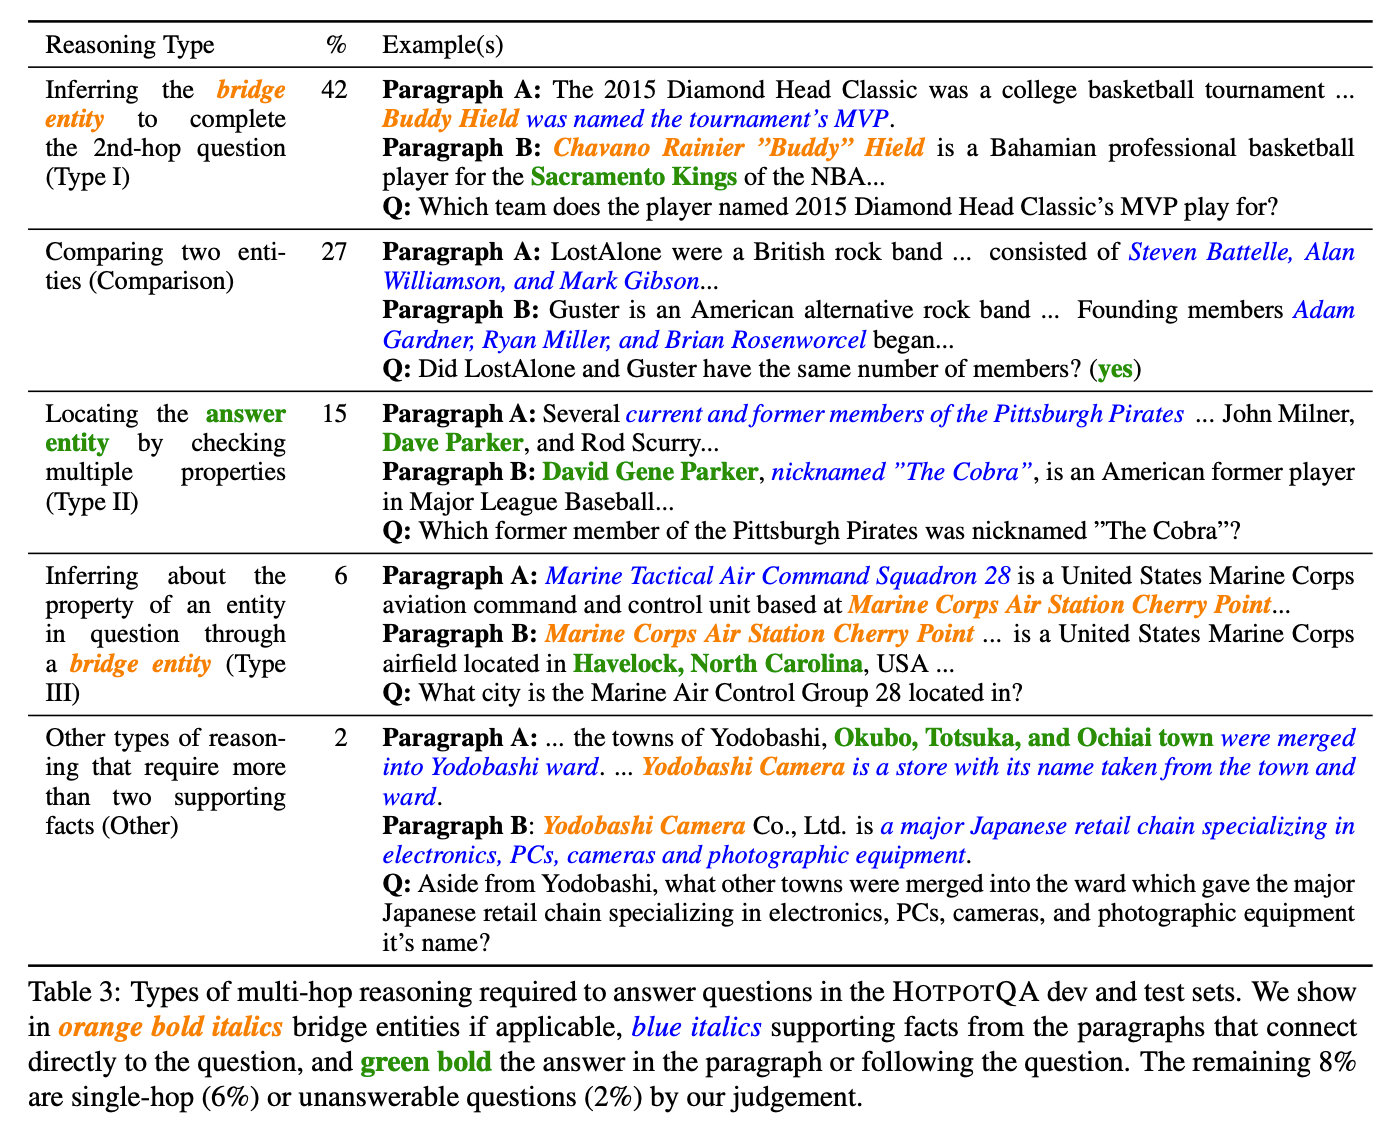 Reasoning Type % Example(s)
Inferring the bridge entity to complete the 2nd-hop question (Type I)
42
Paragraph A: The 2015 Diamond Head Classic was a college basketball tournament ...
Buddy Hield was named the tournament’s MVP.
Paragraph B: Chavano Rainier ”Buddy” Hield is a Bahamian professional basketball
player for the Sacramento Kings of the NBA...
Q: Which team does the player named 2015 Diamond Head Classic’s MVP play for?
Comparing two enti-
ties (Comparison)
27
Paragraph A: LostAlone were a British rock band ... consisted of Steven Battelle, Alan
Williamson, and Mark Gibson...
Paragraph B: Guster is an American alternative rock band ... Founding members Adam
Gardner, Ryan Miller, and Brian Rosenworcel began...
Q: Did LostAlone and Guster have the same number of members? (yes)
Locating the answer
entity by checking
multiple properties
(Type II)
15
Paragraph A: Several current and former members of the Pittsburgh Pirates ... John Milner,
Dave Parker, and Rod Scurry...
Paragraph B: David Gene Parker, nicknamed ”The Cobra”, is an American former player
in Major League Baseball...
Q: Which former member of the Pittsburgh Pirates was nicknamed ”The Cobra”?
Inferring about the
property of an entity
in question through
a bridge entity (Type
III)
6
Paragraph A: Marine Tactical Air Command Squadron 28 is a United States Marine Corps
aviation command and control unit based at Marine Corps Air Station Cherry Point...
Paragraph B: Marine Corps Air Station Cherry Point ... is a United States Marine Corps
airfield located in Havelock, North Carolina, USA ...
Q: What city is the Marine Air Control Group 28 located in?
Other types of reason-
ing that require more
than two supporting
facts (Other)
2
Paragraph A: ... the towns of Yodobashi, Okubo, Totsuka, and Ochiai town were merged
into Yodobashi ward. ... Yodobashi Camera is a store with its name taken from the town and
ward.
Paragraph B: Yodobashi Camera Co., Ltd. is a major Japanese retail chain specializing in
electronics, PCs, cameras and photographic equipment.
Q: Aside from Yodobashi, what other towns were merged into the ward which gave the major
Japanese retail chain specializing in electronics, PCs, cameras, and photographic equipment
it’s name?
Table 3: Types of multi-hop reasoning required to answer questions in the HOTPOTQA dev and test sets. We show
in orange bold italics bridge entities if applicable, blue italics supporting facts from the paragraphs that connect
directly to the question, and green bold the answer in the paragraph or following the question. The remaining 8%
are single-hop (6%) or unanswerable questions (2%) by our judgement.